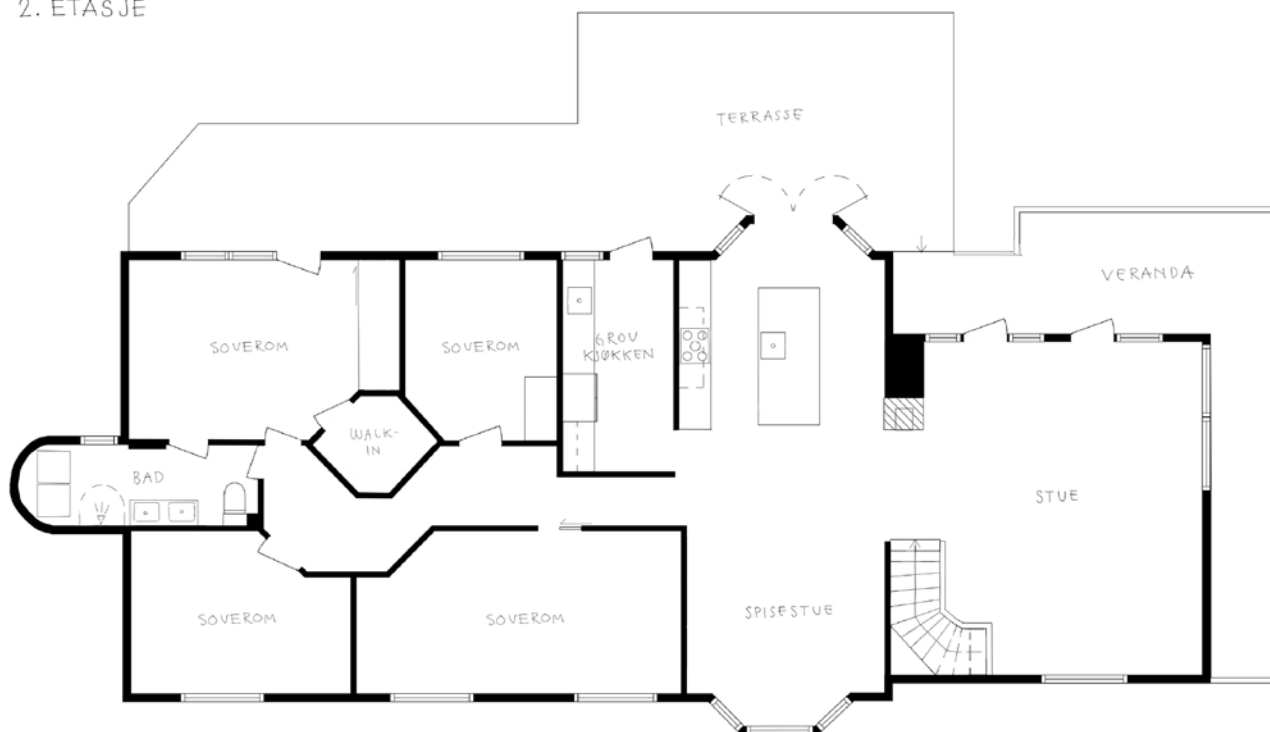 2. ETASJE
TERRASSE
VERANDA
SOVEROM
SOVEROM
GROV
KJØKKEN
WALK-
IN
BAD
STUE
SOVEROM
SOVEROM
SPISESTUE